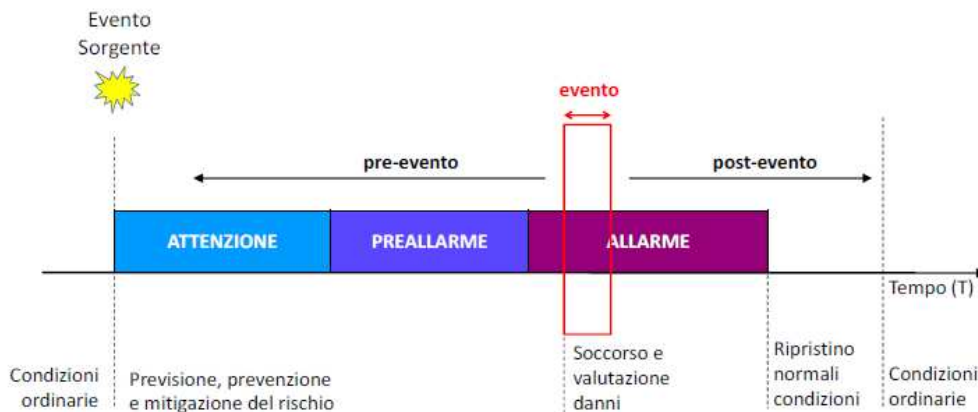 Evento
Sorgente
evento
pre-evento
post-evento
ATTENZIONE
PREALLARME
ALLARME
Tempo (T)
Condizioni
ordinarie
Previsione, prevenzione
e mitigazione del rischio
Soccorso e
valutazione
danni
Ripristino
normali
condizioni
Condizioni
ordinarie